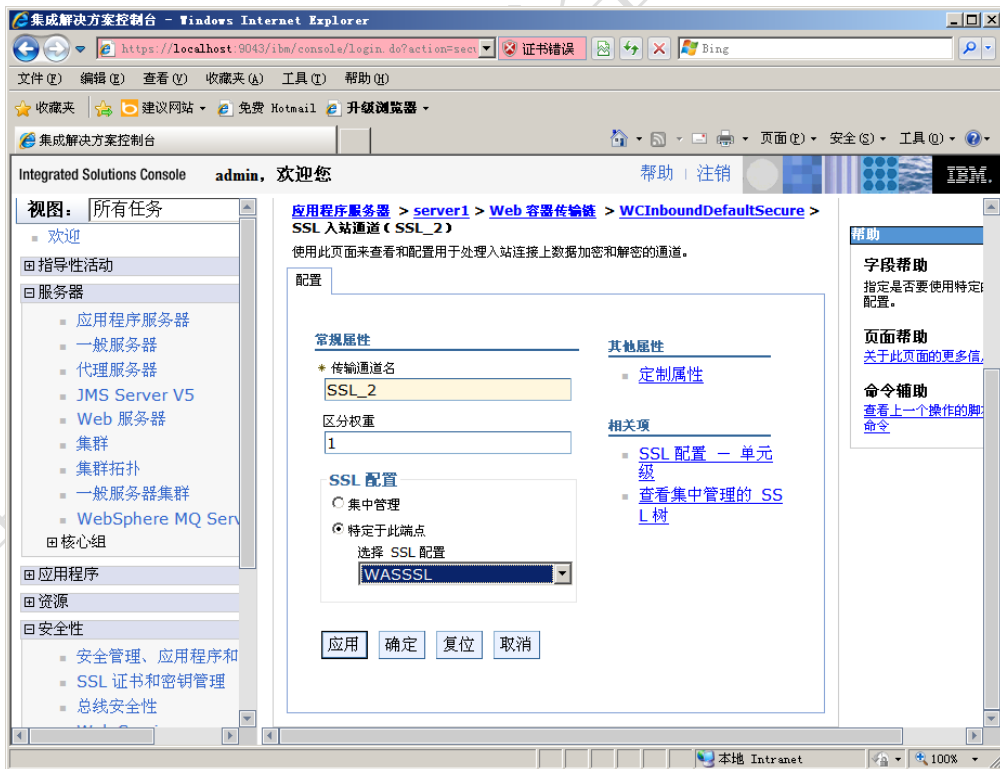 集成解决方案控制台 - Windows Internet Explorer
https://localhost:9043/ibm/console/login.do?action=secu
证书错误
Bing
文件(F) 编辑(E) 查看(V) 收藏夹(A) 工具(T) 帮助(H)
收藏夹 建议网站 免费 Hotmail 升级浏览器
集成解决方案控制台
页面(P) 安全(S) 工具(O)
Integrated Solutions Console admin，欢迎您
帮助 | 注销
IBM.
视图： 所有任务
欢迎
指导性活动
服务器
应用程序服务器
一般服务器
代理服务器
JMS Server V5
Web 服务器
集群
集群拓扑
一般服务器集群
WebSphere MQ Serv
核心组
应用程序
资源
安全性
安全管理、应用程序和
SSL 证书和密钥管理
总线安全性
应用程序服务器 > server1 > Web 容器传输链 > WCInboundDefaultSecure >
SSL 入站通道（SSL_2）
使用此页面来查看和配置用于处理入站连接上数据加密和解密的通道。
配置
常规属性
* 传输通道名
SSL_2
区分权重
1
SSL 配置
集中管理
特定于此端点
选择 SSL 配置
WASSSL
应用 确定 复位 取消
其他属性
定制属性
相关项
SSL 配置 — 单元
级
查看集中管理的 SS
L 树
帮助
字段帮助
指定是否要使用特定的
配置。
页面帮助
关于此页面的更多信
命令辅助
查看上一个操作的脚
命令
本地 Intranet
100%